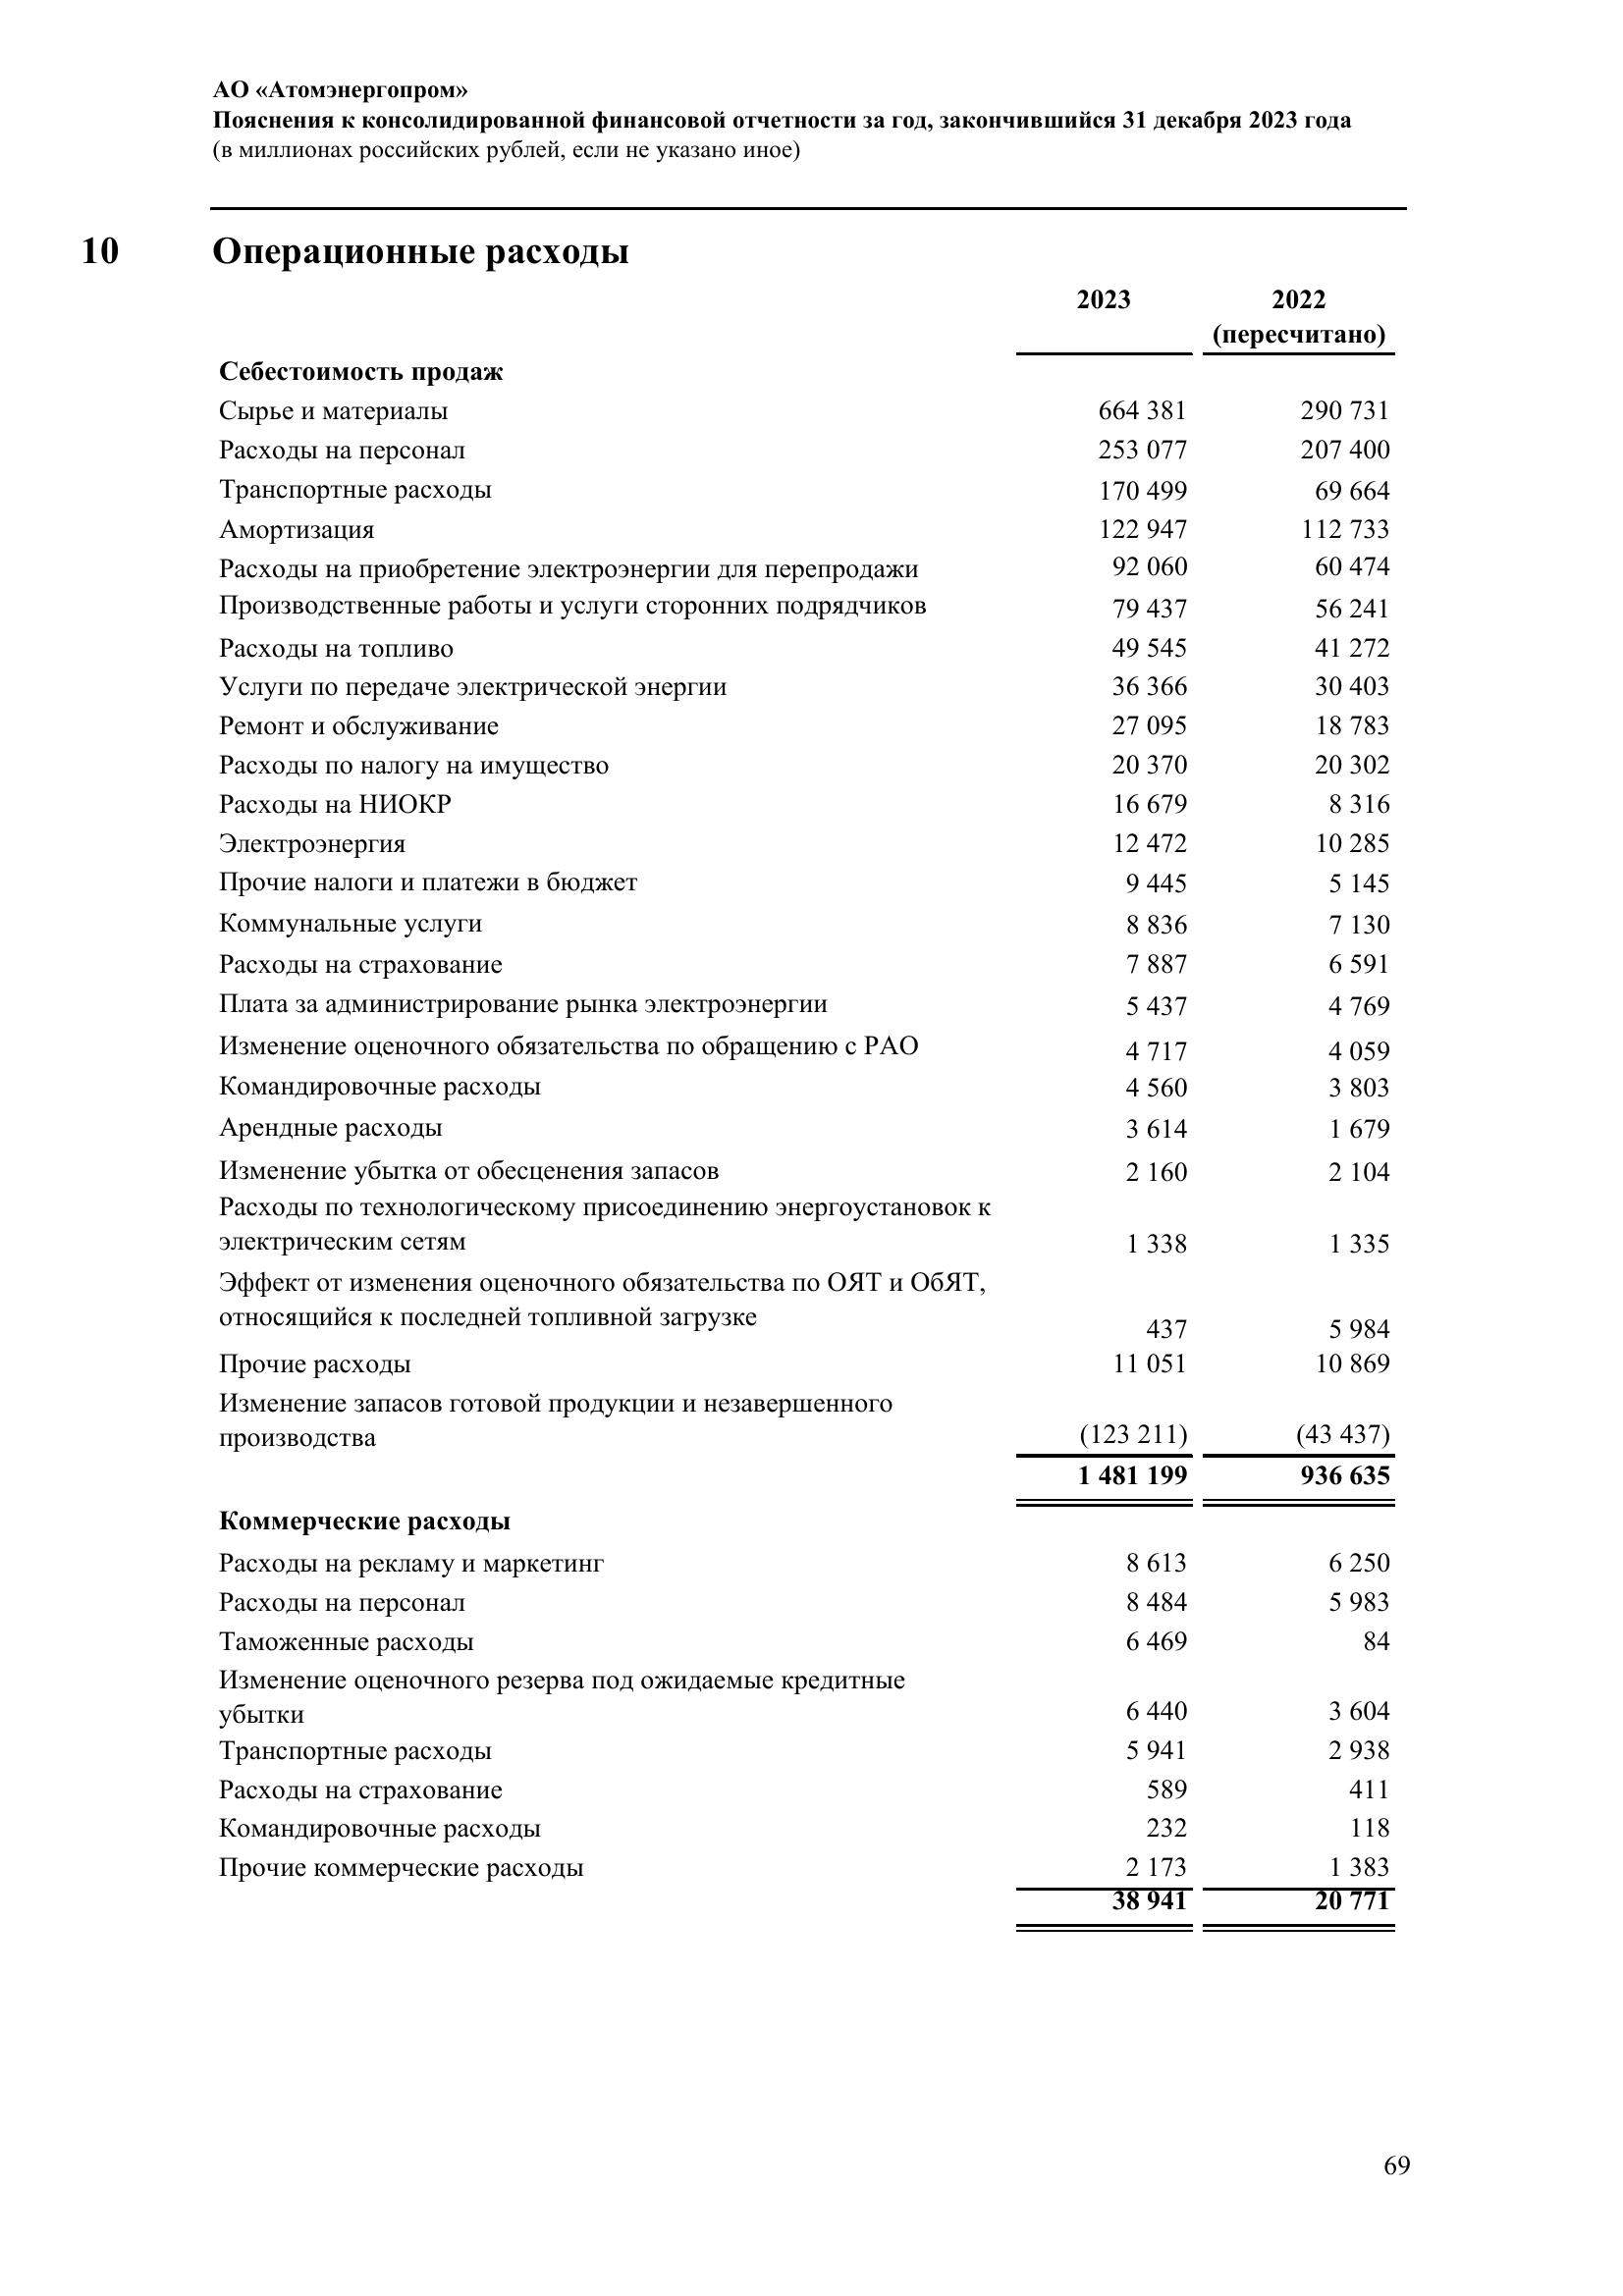 АО «Атомэнергопром»
Пояснения к консолидированной финансовой отчетности за год, закончившийся 31 декабря 2023 года
(в миллионах российских рублей, если не указано иное)
10 Операционные расходы
2023 2022
(пересчитано)
Себестоимость продаж
Сырье и материалы 664 381 290 731
Расходы на персонал 253 077 207 400
Транспортные расходы 170 499 69 664
Амортизация 122 947 112 733
Расходы на приобретение электроэнергии для перепродажи 92 060 60 474
Производственные работы и услуги сторонних подрядчиков 79 437 56 241
Расходы на топливо 49 545 41 272
Услуги по передаче электрической энергии 36 366 30 403
Ремонт и обслуживание 27 095 18 783
Расходы по налогу на имущество 20 370 20 302
Расходы на НИОКР 16 679 8 316
Электроэнергия 12 472 10 285
Прочие налоги и платежи в бюджет 9 445 5 145
Коммунальные услуги 8 836 7 130
Расходы на страхование 7 887 6 591
Плата за администрирование рынка электроэнергии 5 437 4 769
Изменение оценочного обязательства по обращению с РАО 4 717 4 059
Командировочные расходы 4 560 3 803
Арендные расходы 3 614 1 679
Изменение убытка от обесценения запасов 2 160 2 104
Расходы по технологическому присоединению энергоустановок к
электрическим сетям 1 338 1 335
Эффект от изменения оценочного обязательства по ОЯТ и ОбЯТ,
относящийся к последней топливной загрузке 437 5 984
Прочие расходы 11 051 10 869
Изменение запасов готовой продукции и незавершенного
производства (123 211) (43 437)
1 481 199 936 635
Коммерческие расходы
Расходы на рекламу и маркетинг 8 613 6 250
Расходы на персонал 8 484 5 983
Таможенные расходы 6 469 84
Изменение оценочного резерва под ожидаемые кредитные
убытки 6 440 3 604
Транспортные расходы 5 941 2 938
Расходы на страхование 589 411
Командировочные расходы 232 118
Прочие коммерческие расходы 2 173 1 383
38 941 20 771
69